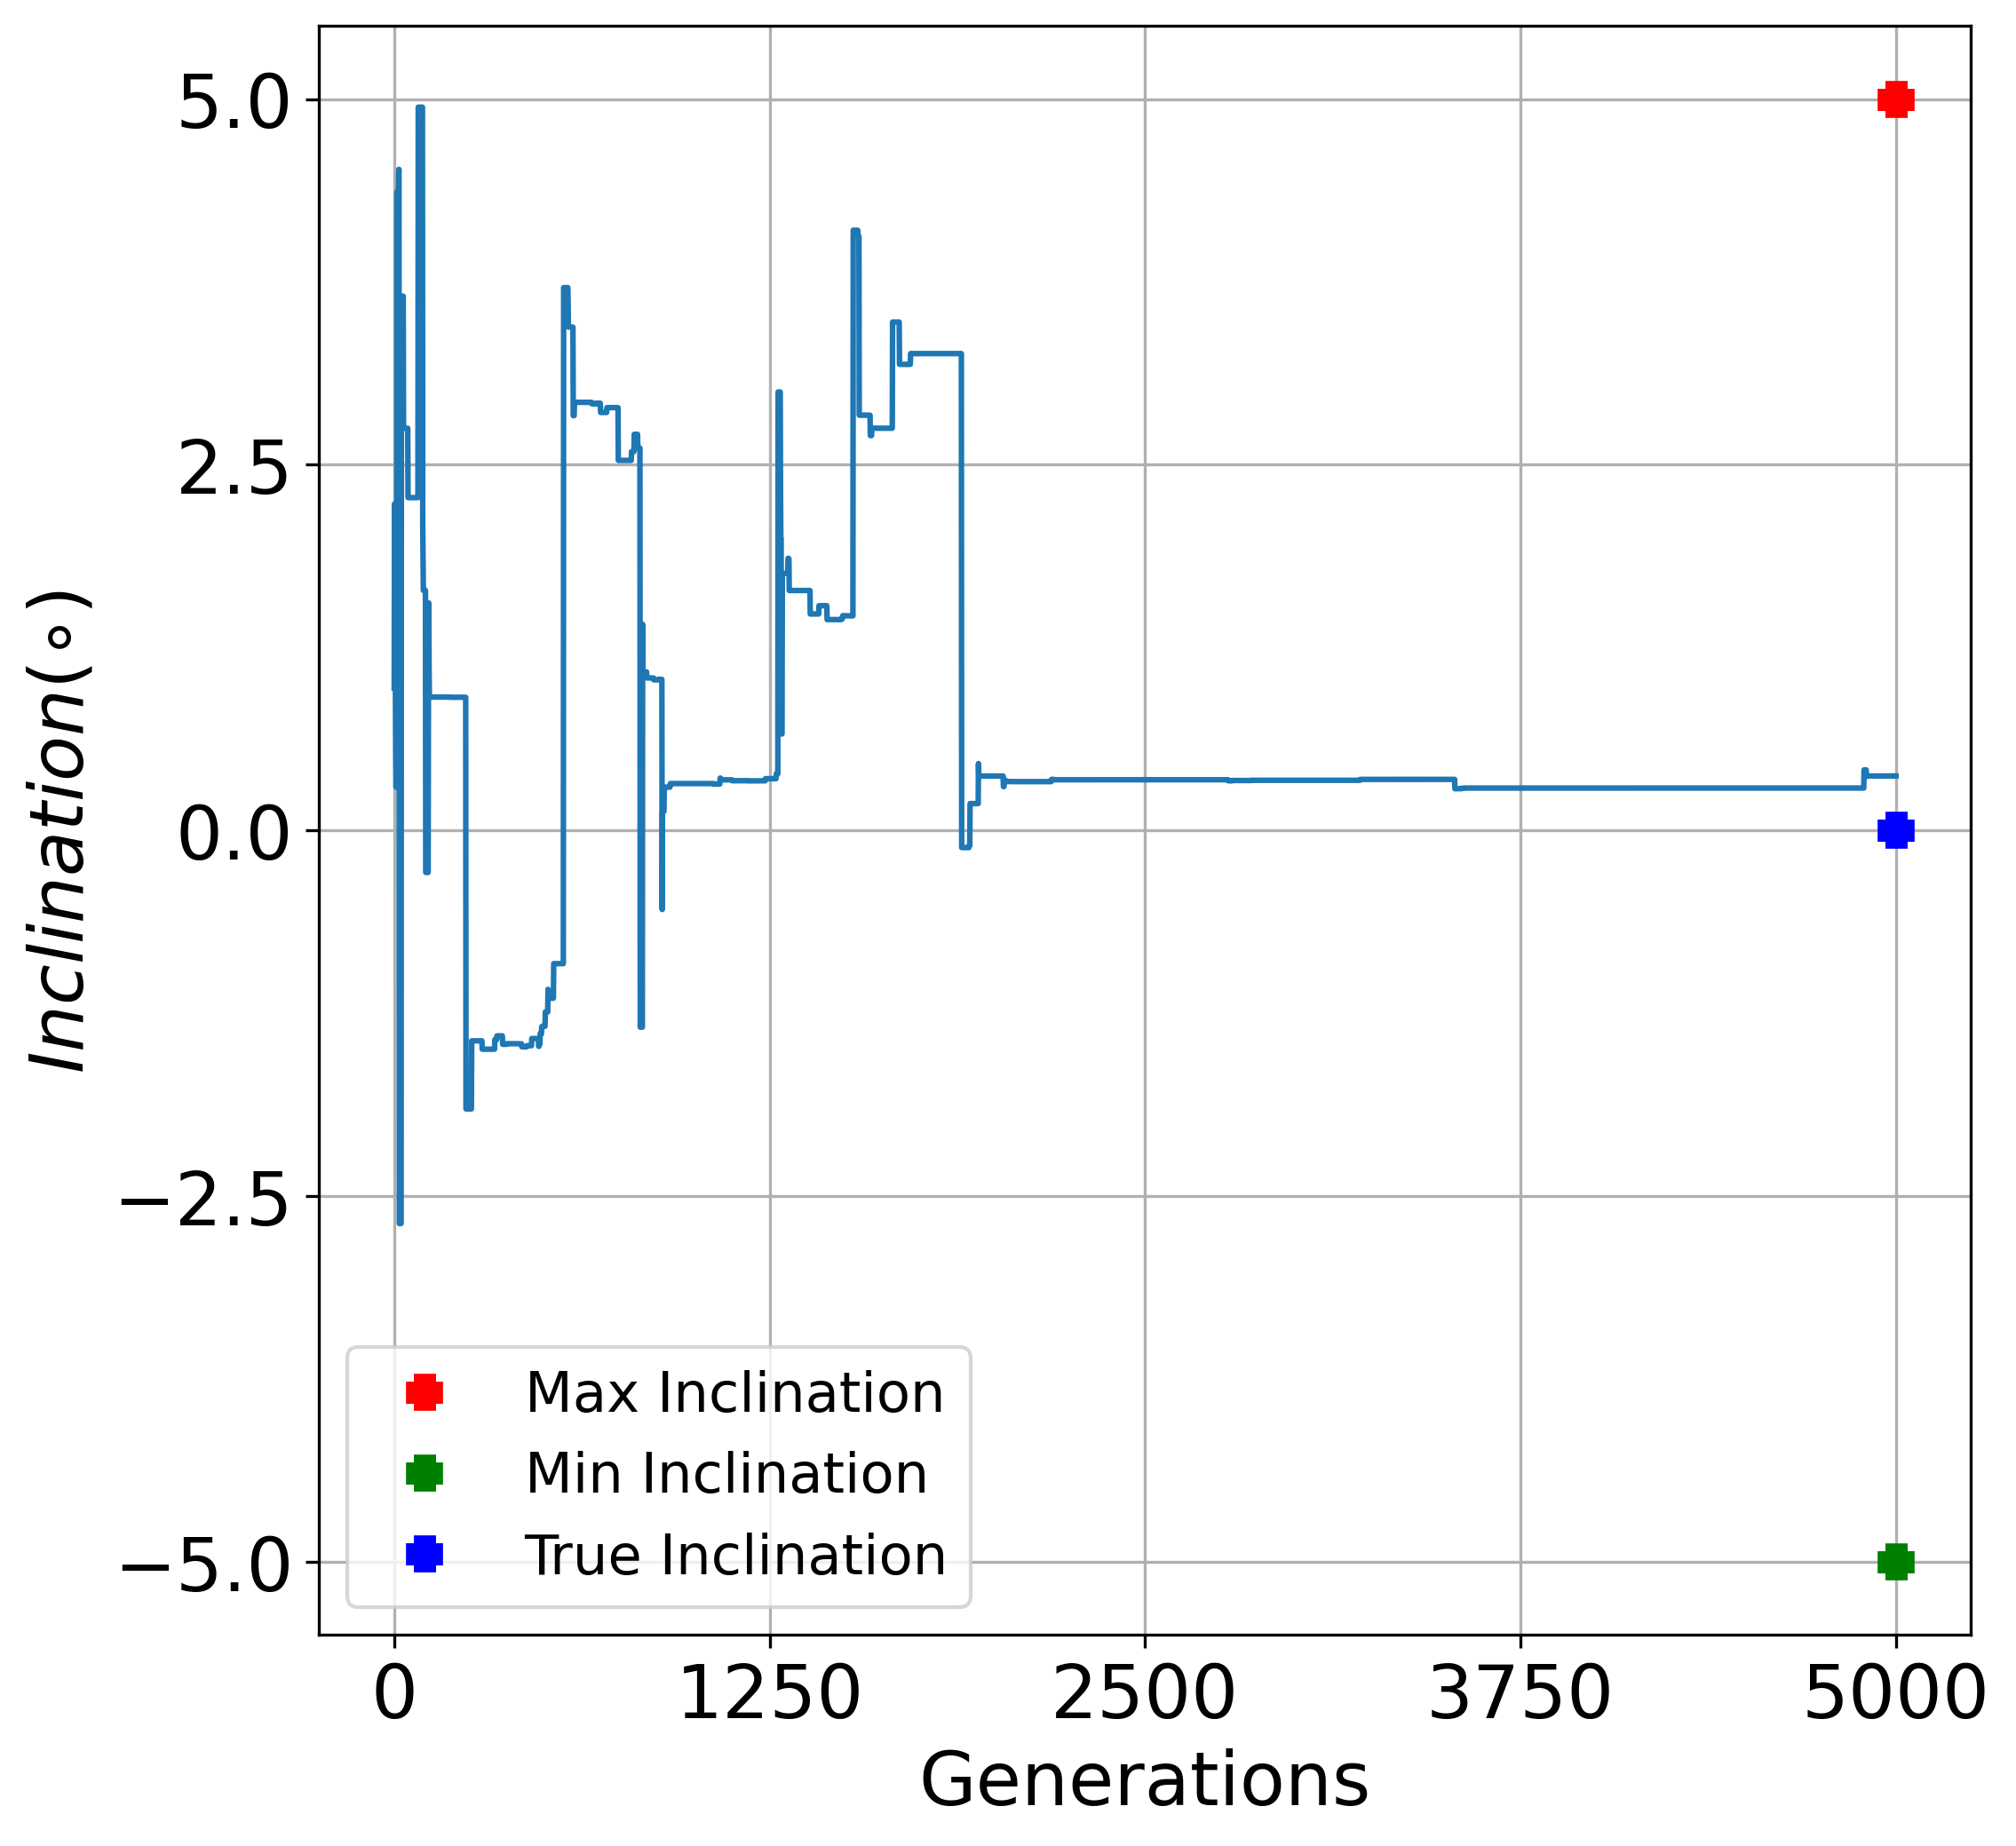 Inclination(∘)
5.0
2.5
0.0
−2.5
−5.0
Max Inclination
Min Inclination
True Inclination
0 1250 2500 3750 5000
Generations